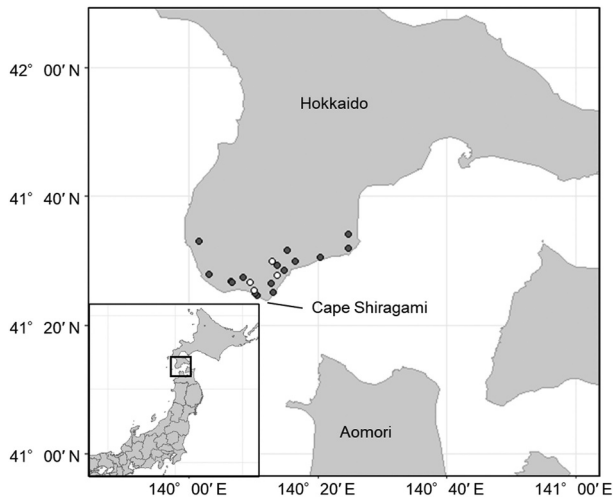 42° 00′ N
Hokkaido
41° 40′ N
Cape Shiragami
41° 20′ N
Aomori
41° 00′ N
140° 00′ E 140° 20′ E 140° 40′ E 141° 00′ E